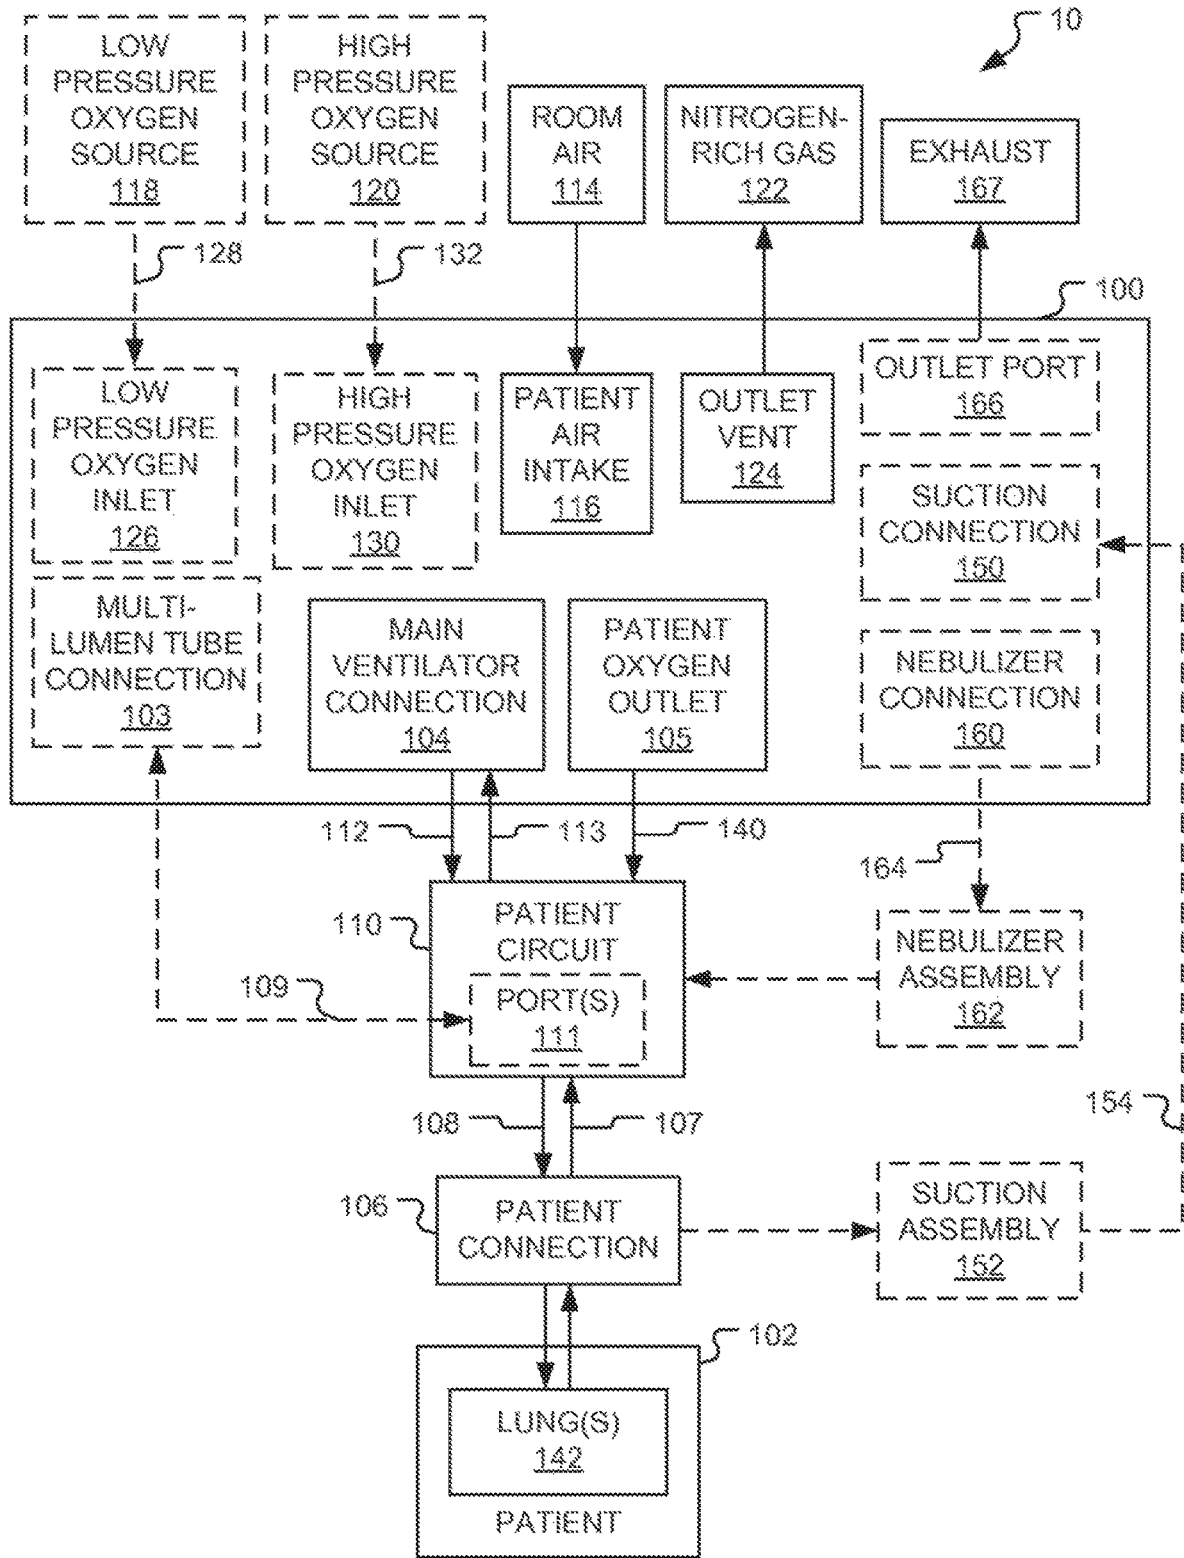 10
LOW
PRESSURE
OXYGEN
SOURCE
118
HIGH
PRESSURE
OXYGEN
SOURCE
120
ROOM
AIR
114
NITROGEN-
RICH GAS
122
EXHAUST
167
128
132
100
LOW
PRESSURE
OXYGEN
INLET
126
HIGH
PRESSURE
OXYGEN
INLET
130
PATIENT
AIR
INTAKE
116
OUTLET
VENT
124
OUTLET PORT
166
SUCTION
CONNECTION
150
MULTI-
LUMEN TUBE
CONNECTION
103
MAIN
VENTILATOR
CONNECTION
104
PATIENT
OXYGEN
OUTLET
105
NEBULIZER
CONNECTION
160
112
113
140
164
110
PATIENT
CIRCUIT
PORT(S)
111
109
NEBULIZER
ASSEMBLY
162
108
107
154
106
PATIENT
CONNECTION
SUCTION
ASSEMBLY
152
102
LUNG(S)
142
PATIENT